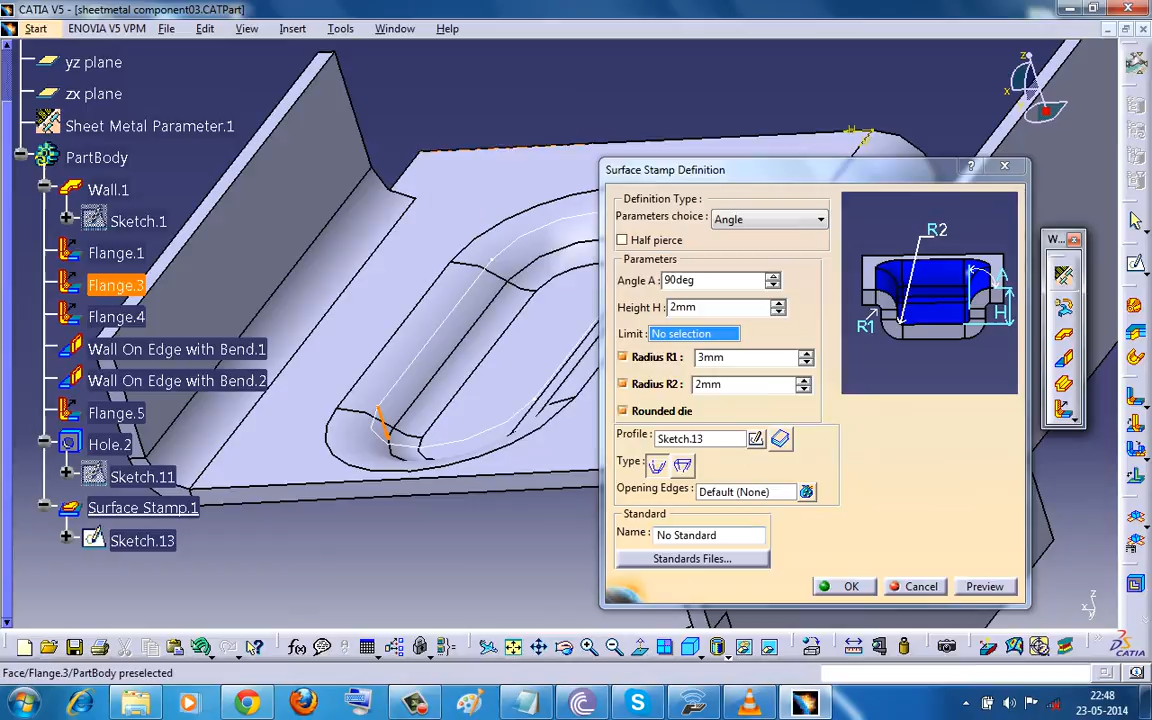 CATIA V5 - [sheetmetal component03.CATPart]
Start ENOVIA V5 VPM File Edit View Insert Tools Window Help
yz plane
zx plane
Sheet Metal Parameter.1
PartBody
Wall.1
Sketch.1
Flange.1
Flange.3
Flange.4
Wall On Edge with Bend.1
Wall On Edge with Bend.2
Flange.5
Hole.2
Sketch.11
Surface Stamp.1
Sketch.13
H
z
x
Surface Stamp Definition
Definition Type :
Parameters choice : Angle
Half pierce
Parameters
Angle A : 90deg
Height H : 2mm
Limit : No selection
Radius R1 : 3mm
Radius R2 : 2mm
Rounded die
Profile : Sketch.13
Type :
Opening Edges : Default (None)
Standard
Name : No Standard
Standards Files...
OK Cancel Preview
R2
A
R1
H
W...
z
x
f(x)
CATIA
Face/Flange.3/PartBody preselected
22:48
23-05-2014